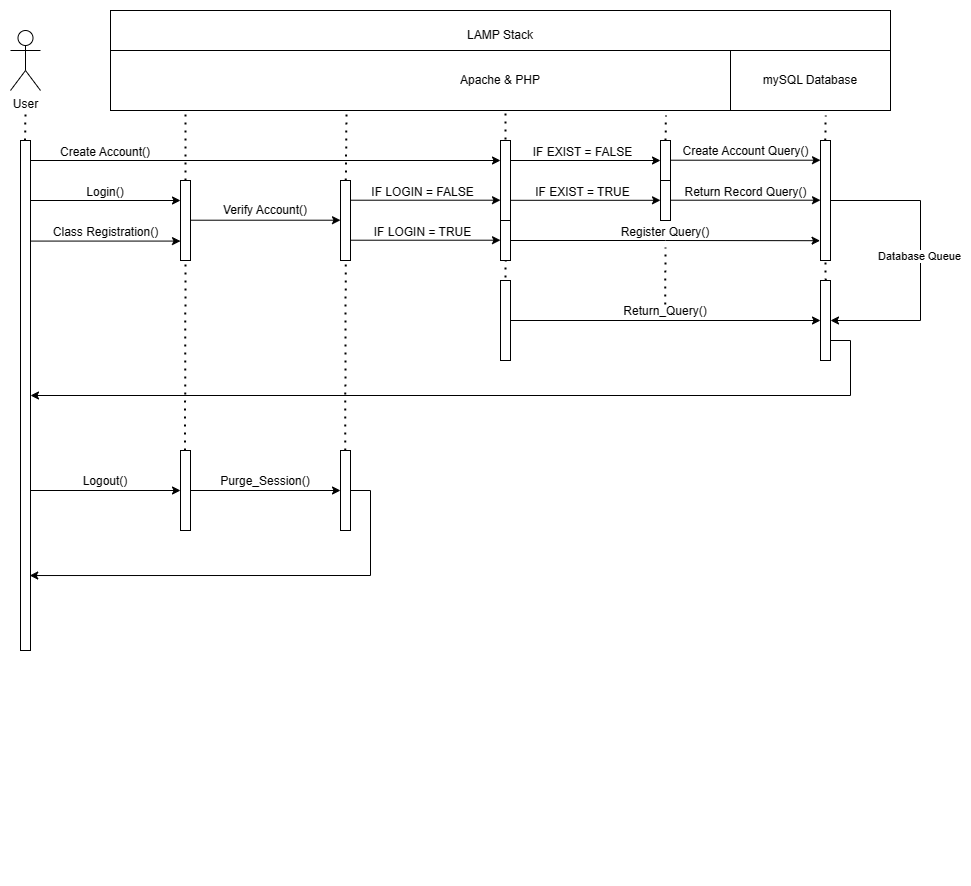 LAMP Stack
Apache & PHP
mySQL Database
User
Create Account()
IF EXIST = FALSE
Create Account Query()
Login()
IF LOGIN = FALSE
IF EXIST = TRUE
Return Record Query()
Verify Account()
Class Registration()
IF LOGIN = TRUE
Register Query()
Database Queue
Return_Query()
Logout()
Purge_Session()